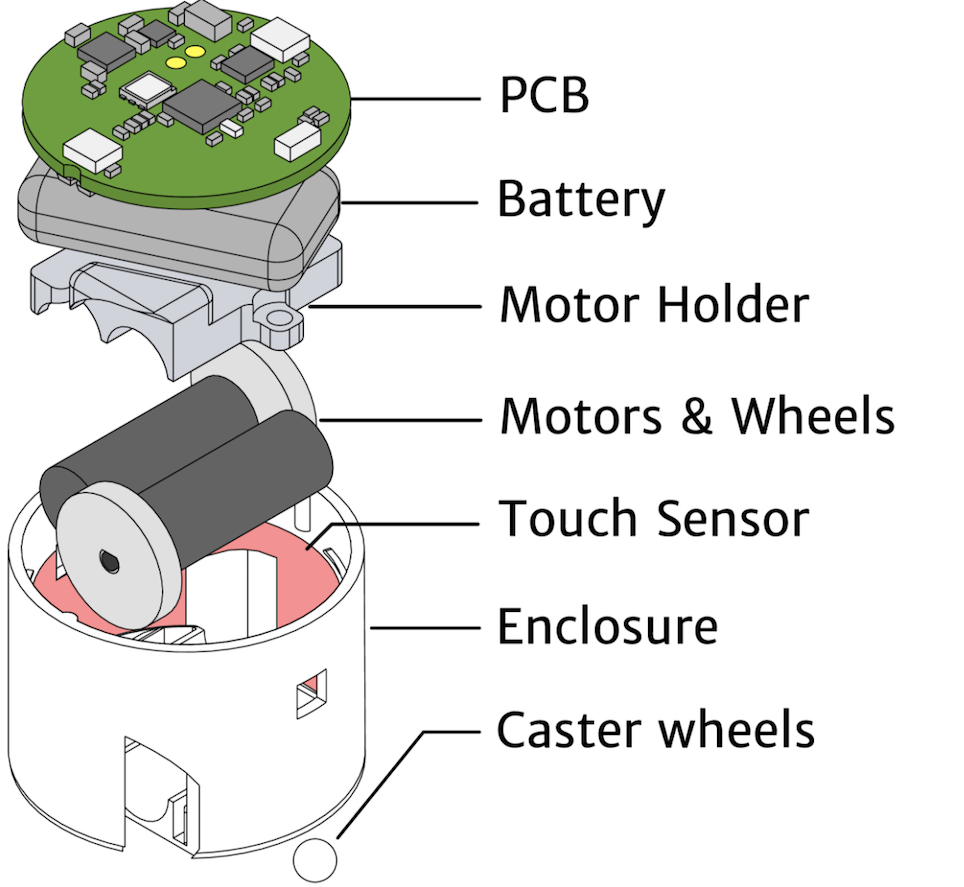 PCB
Battery
Motor Holder
Motors & Wheels
Touch Sensor
Enclosure
Caster wheels